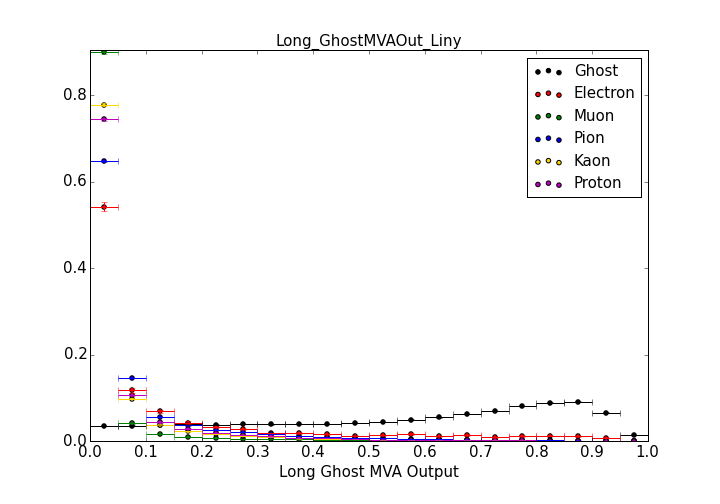 Long_GhostMVAOut_Liny
Ghost
Electron
Muon
Pion
Kaon
Proton
0.8
0.6
0.4
0.2
0.0
0.0 0.1 0.2 0.3 0.4 0.5 0.6 0.7 0.8 0.9 1.0
Long Ghost MVA Output